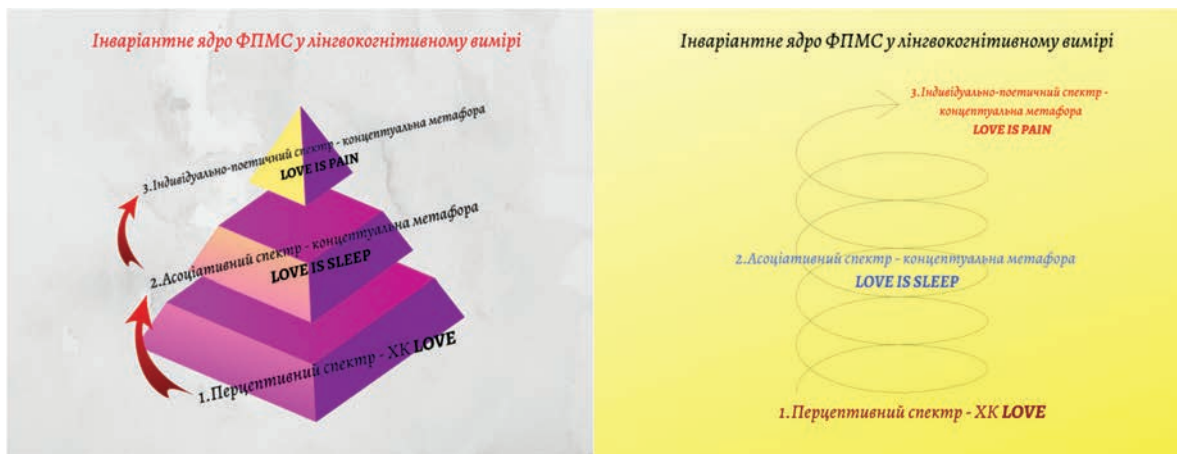 Інваріантне ядро ФПМС у лінгвокогнітивному вимірі
3.Індивідуально-поетичний спектр - концептуальна метафора
LOVE IS PAIN
2.Асоціативний спектр - концептуальна метафора
LOVE IS SLEEP
1.Перцептивний спектр - ХК LOVE
Інваріантне ядро ФПМС у лінгвокогнітивному вимірі
3.Індивідуально-поетичний спектр -
концептуальна метафора
LOVE IS PAIN
2.Асоціативний спектр - концептуальна метафора
LOVE IS SLEEP
1.Перцептивний спектр - ХК LOVE